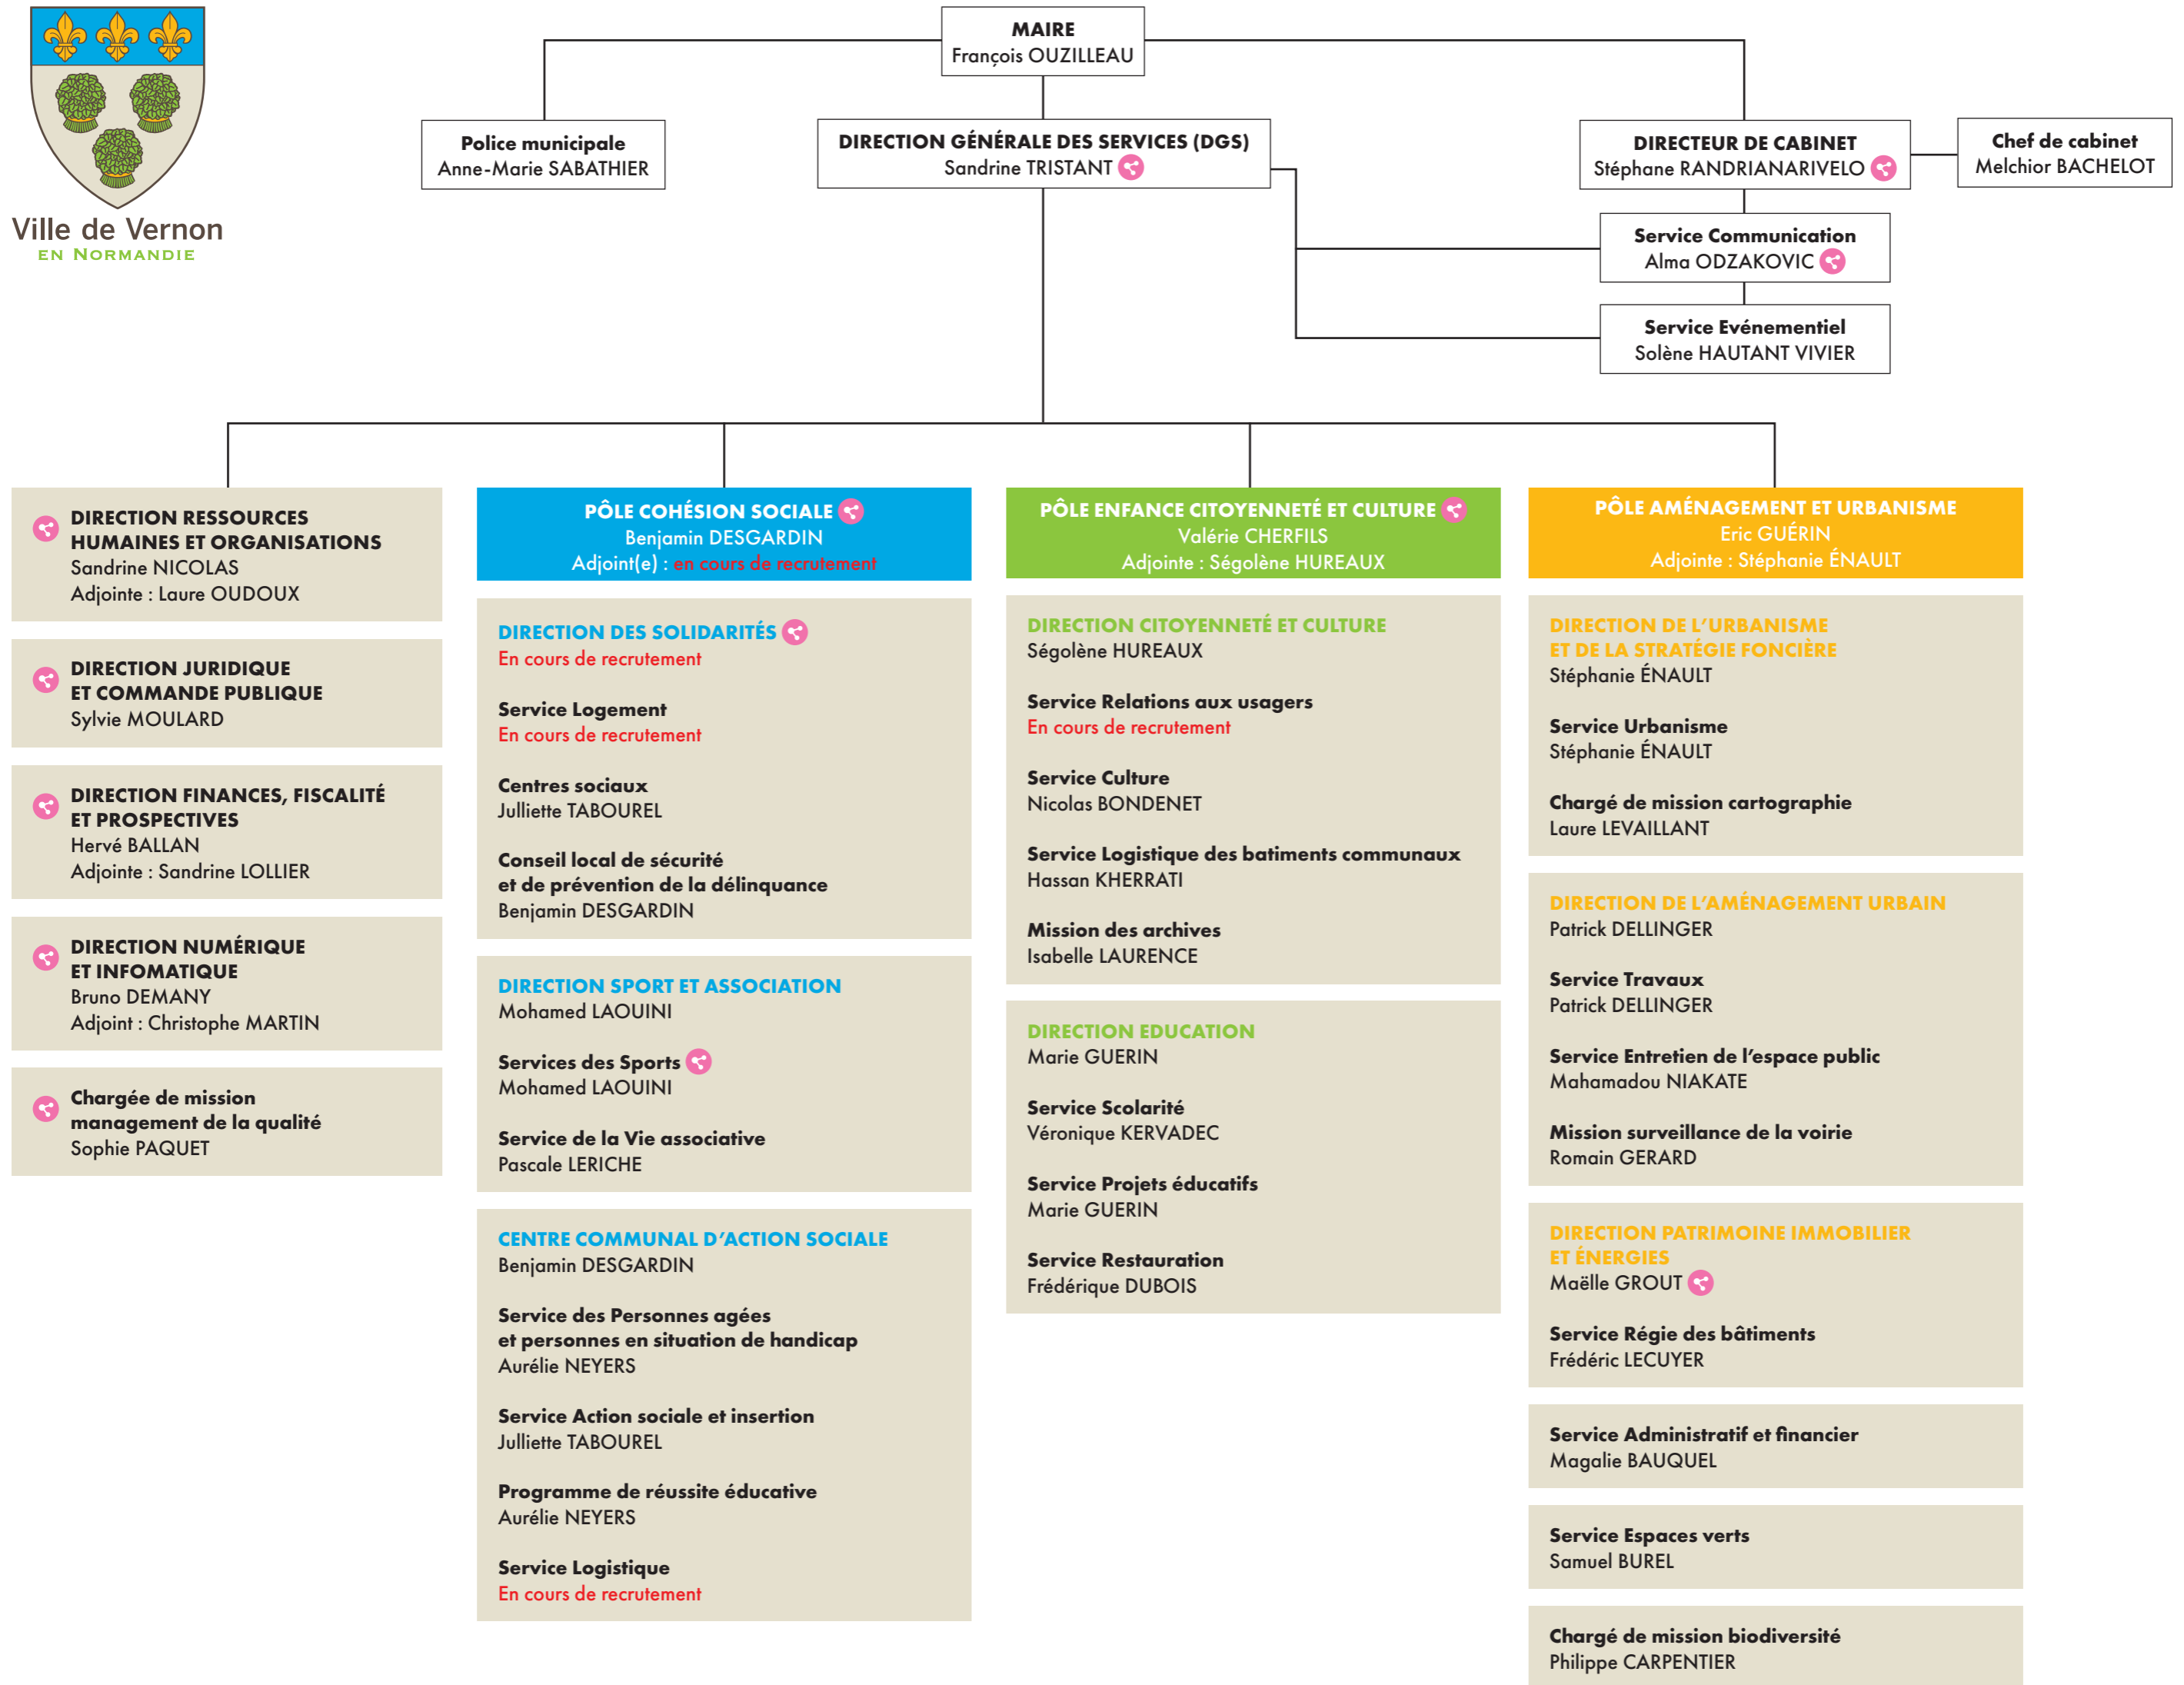 Ville de Vernon
EN NORMANDIE
MAIRE
François OUZILLEAU
Police municipale
Anne-Marie SABATHIER
DIRECTION GÉNÉRALE DES SERVICES (DGS)
Sandrine TRISTANT
DIRECTEUR DE CABINET
Stéphane RANDRIANARIVELO
Chef de cabinet
Melchior BACHELOT
Service Communication
Alma ODZAKOVIC
Service Evénementiel
Solène HAUTANT VIVIER
DIRECTION RESSOURCES
HUMAINES ET ORGANISATIONS
Sandrine NICOLAS
Adjointe : Laure OUDOUX
DIRECTION JURIDIQUE
ET COMMANDE PUBLIQUE
Sylvie MOULARD
DIRECTION FINANCES, FISCALITÉ
ET PROSPECTIVES
Hervé BALLAN
Adjointe : Sandrine LOLLIER
DIRECTION NUMÉRIQUE
ET INFOMATIQUE
Bruno DEMANY
Adjoint : Christophe MARTIN
Chargée de mission
management de la qualité
Sophie PAQUET
PÔLE COHÉSION SOCIALE
Benjamin DESGARDIN
Adjoint(e) : en cours de recrutement
DIRECTION DES SOLIDARITÉS
En cours de recrutement
Service Logement
En cours de recrutement
Centres sociaux
Julliette TABOUREL
Conseil local de sécurité
et de prévention de la délinquance
Benjamin DESGARDIN
DIRECTION SPORT ET ASSOCIATION
Mohamed LAOUINI
Services des Sports
Mohamed LAOUINI
Service de la Vie associative
Pascale LERICHE
CENTRE COMMUNAL D'ACTION SOCIALE
Benjamin DESGARDIN
Service des Personnes agées
et personnes en situation de handicap
Aurélie NEYERS
Service Action sociale et insertion
Julliette TABOUREL
Programme de réussite éducative
Aurélie NEYERS
Service Logistique
En cours de recrutement
PÔLE ENFANCE CITOYENNETÉ ET CULTURE
Valérie CHERFILS
Adjointe : Ségolène HUREAUX
DIRECTION CITOYENNETÉ ET CULTURE
Ségolène HUREAUX
Service Relations aux usagers
En cours de recrutement
Service Culture
Nicolas BONDENET
Service Logistique des batiments communaux
Hassan KHERRATI
Mission des archives
Isabelle LAURENCE
DIRECTION EDUCATION
Marie GUERIN
Service Scolarité
Véronique KERVADEC
Service Projets éducatifs
Marie GUERIN
Service Restauration
Frédérique DUBOIS
PÔLE AMÉNAGEMENT ET URBANISME
Eric GUÉRIN
Adjointe : Stéphanie ÉNAULT
DIRECTION DE L'URBANISME
ET DE LA STRATÉGIE FONCIÈRE
Stéphanie ÉNAULT
Service Urbanisme
Stéphanie ÉNAULT
Chargé de mission cartographie
Laure LEVAILLANT
DIRECTION DE L'AMÉNAGEMENT URBAIN
Patrick DELLINGER
Service Travaux
Patrick DELLINGER
Service Entretien de l'espace public
Mahamadou NIAKATE
Mission surveillance de la voirie
Romain GERARD
DIRECTION PATRIMOINE IMMOBILIER
ET ÉNERGIES
Maëlle GROUT
Service Régie des bâtiments
Frédéric LECUYER
Service Administratif et financier
Magalie BAUQUEL
Service Espaces verts
Samuel BUREL
Chargé de mission biodiversité
Philippe CARPENTIER